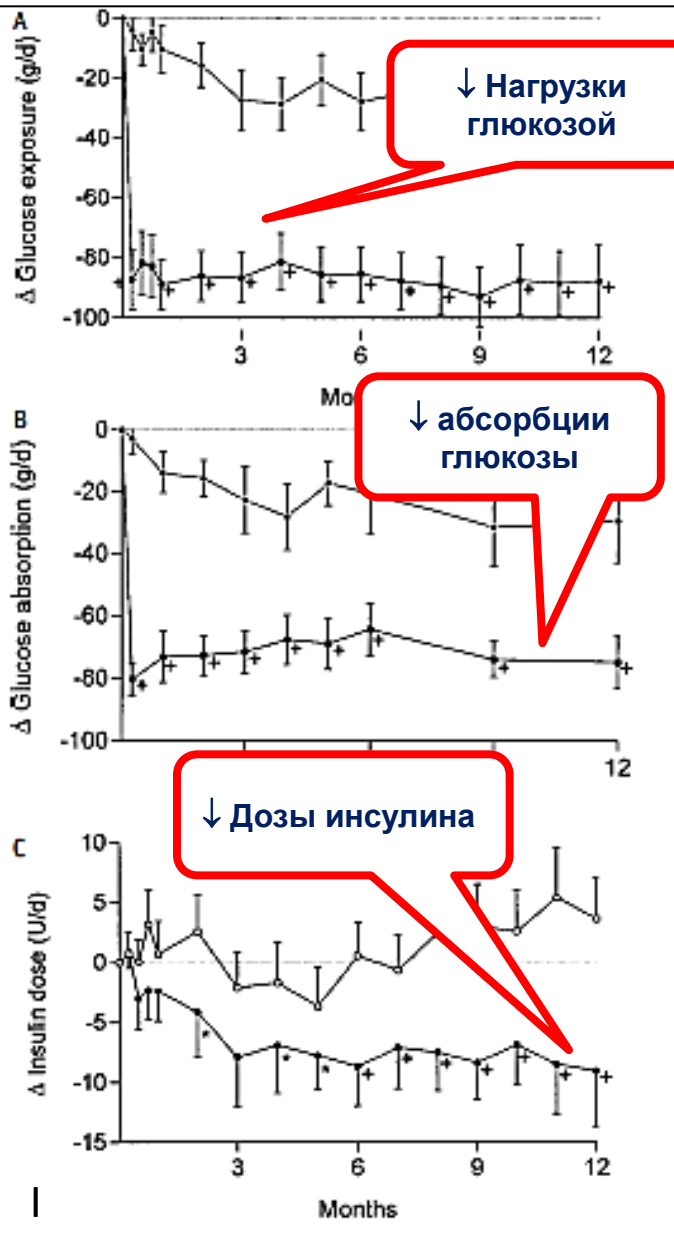 A
Δ Glucose exposure (g/d)
0
-20
-40
-60
-80
-100
3
6
9
12
Mo
↓ Нагрузки
глюкозой
B
Δ Glucose absorption (g/d)
0
-20
-40
-60
-80
-100
12
↓ абсорбции
глюкозы
C
Δ Insulin dose (U/d)
10
5
0
-5
-10
-15
3
6
9
12
Months
↓ Дозы инсулина
I